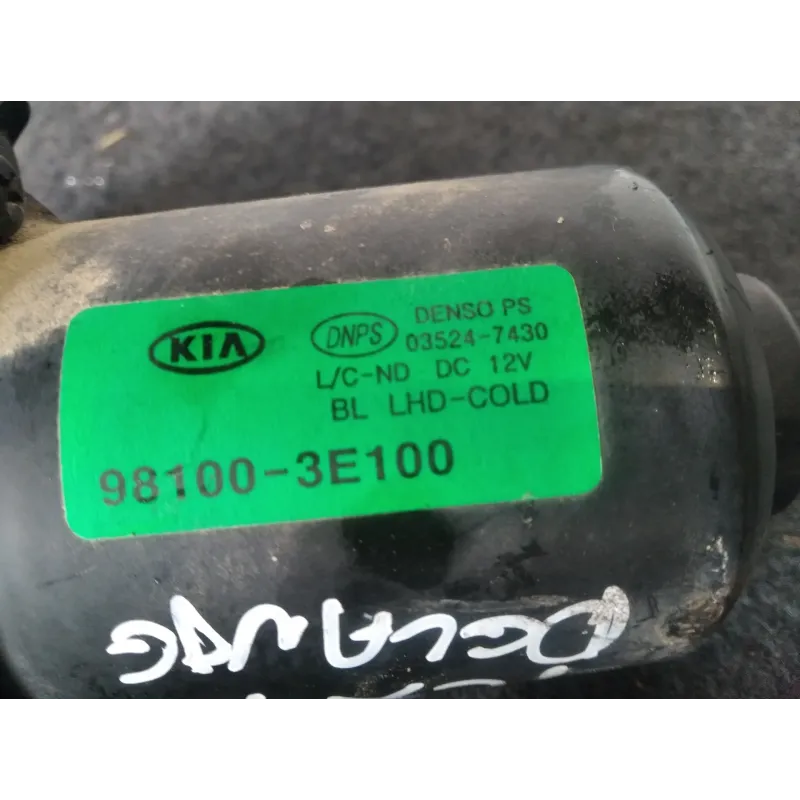 KIA
DNPS
DENSO PS
03524-7430
L/C-ND DC 12V
BL LHD-COLD
98100-3E100